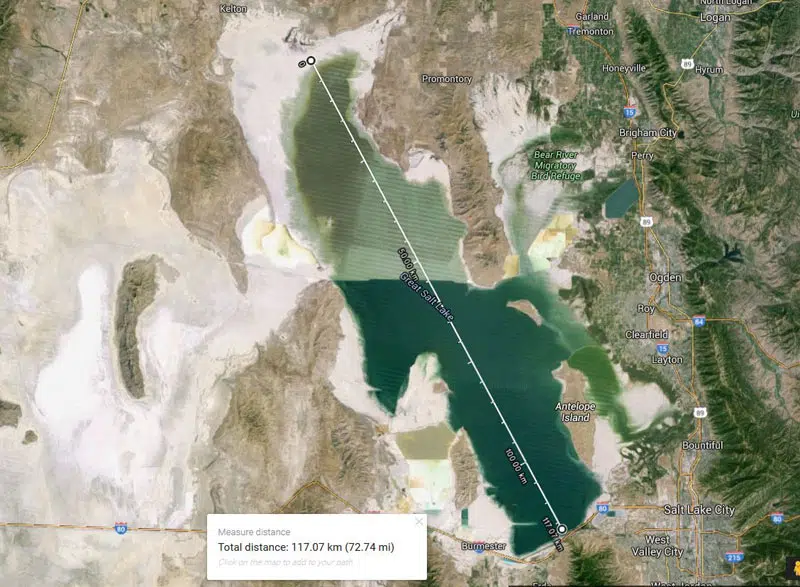 Kelton
North Logan
Garland
Logan
Tremonton
Honeyville
89
Hyrum
Promontory
15
Brigham City
Perry
Bear River
Migratory
Bird Refuge
89
50.00 km
Great Salt Lake
Ogden
Roy
84
Clearfield
15
Layton
Antelope
Island
89
Bountiful
100.00 km
80
Salt Lake City
80
80
117.07 km
West
Valley City
Burmester
215
Measure distance
Total distance: 117.07 km (72.74 mi)
Click on the map to add to your path